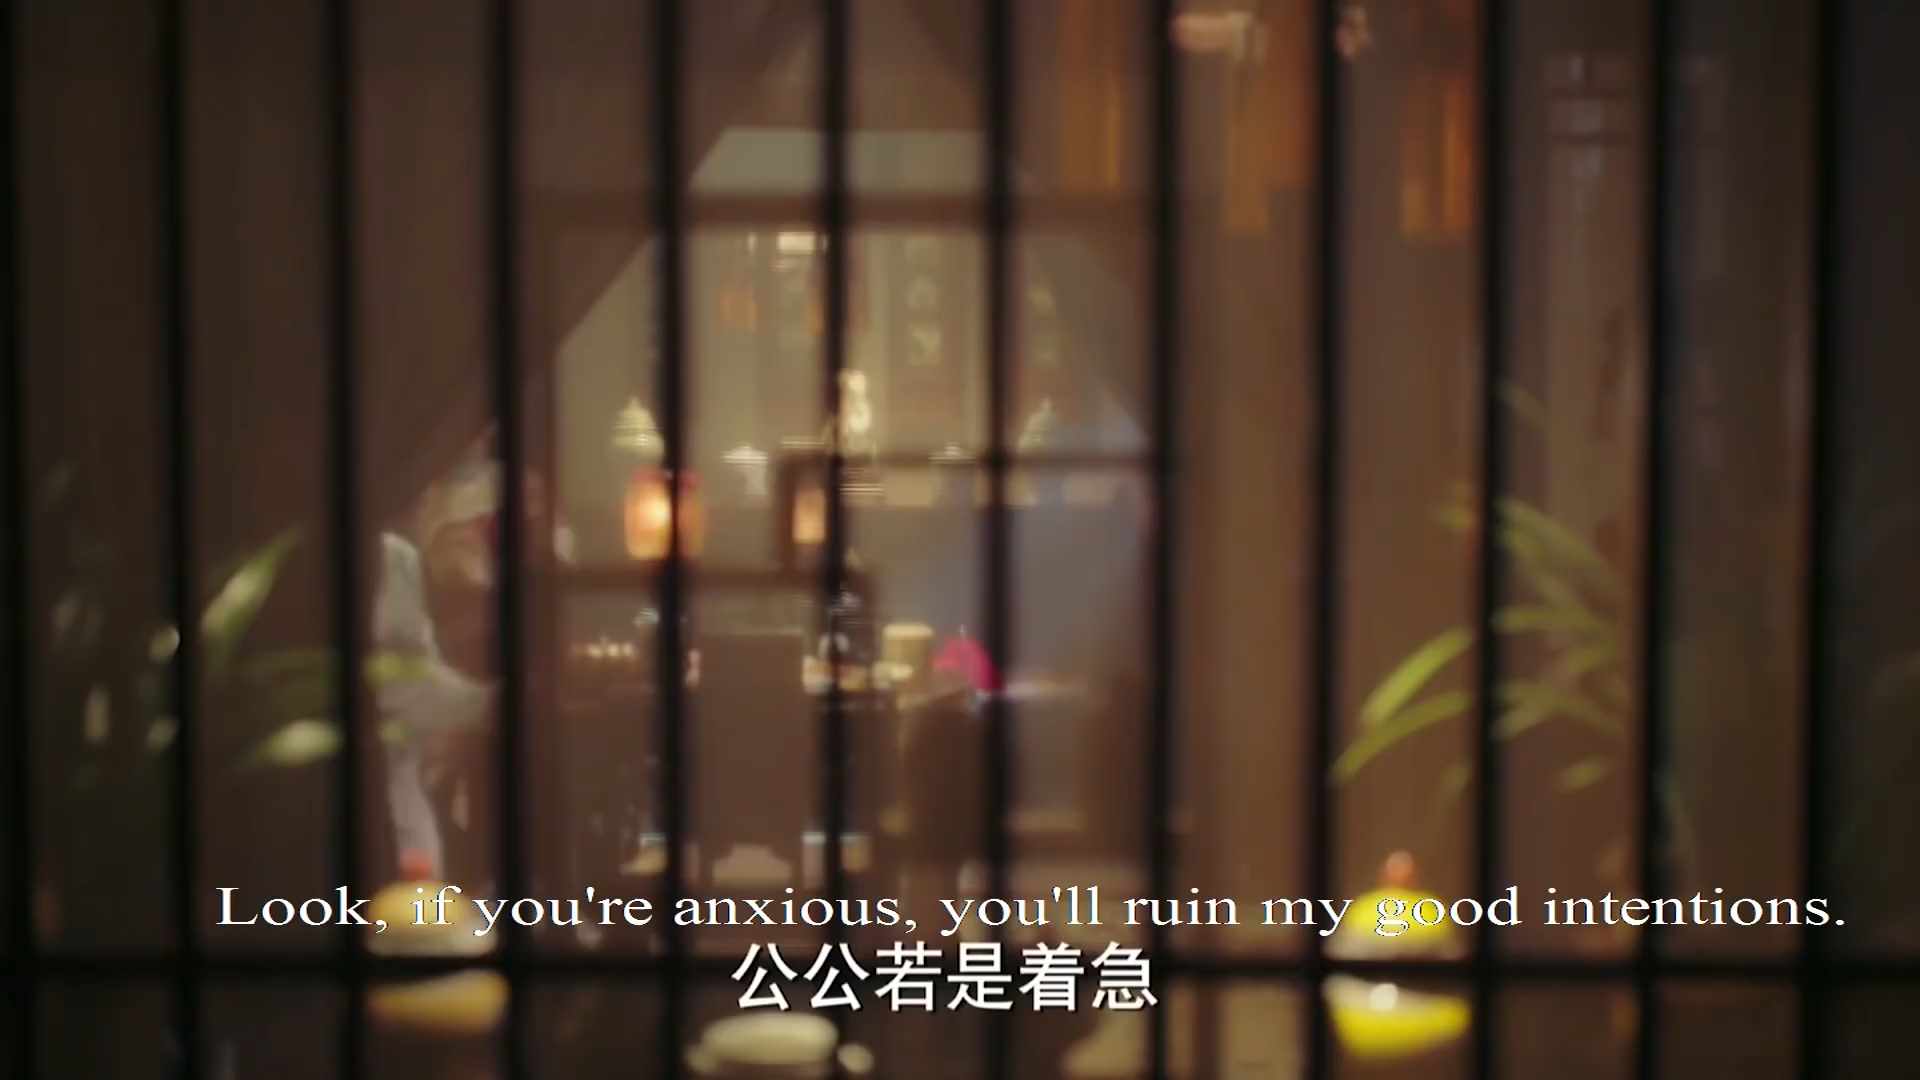 Look, if you're anxious, you'll ruin my good intentions.
公公若是着急